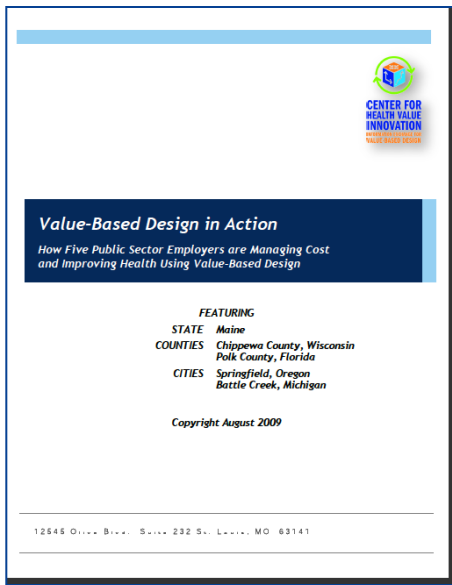 CENTER FOR
HEALTH VALUE
INNOVATION
VALUE-BASED DESIGN
Value-Based Design in Action
How Five Public Sector Employers are Managing Cost
and Improving Health Using Value-Based Design
FEATURING
STATE Maine
COUNTIES Chippewa County, Wisconsin
Polk County, Florida
CITIES Springfield, Oregon
Battle Creek, Michigan
Copyright August 2009
12545 Suite 232 St. Louis, MO 63141